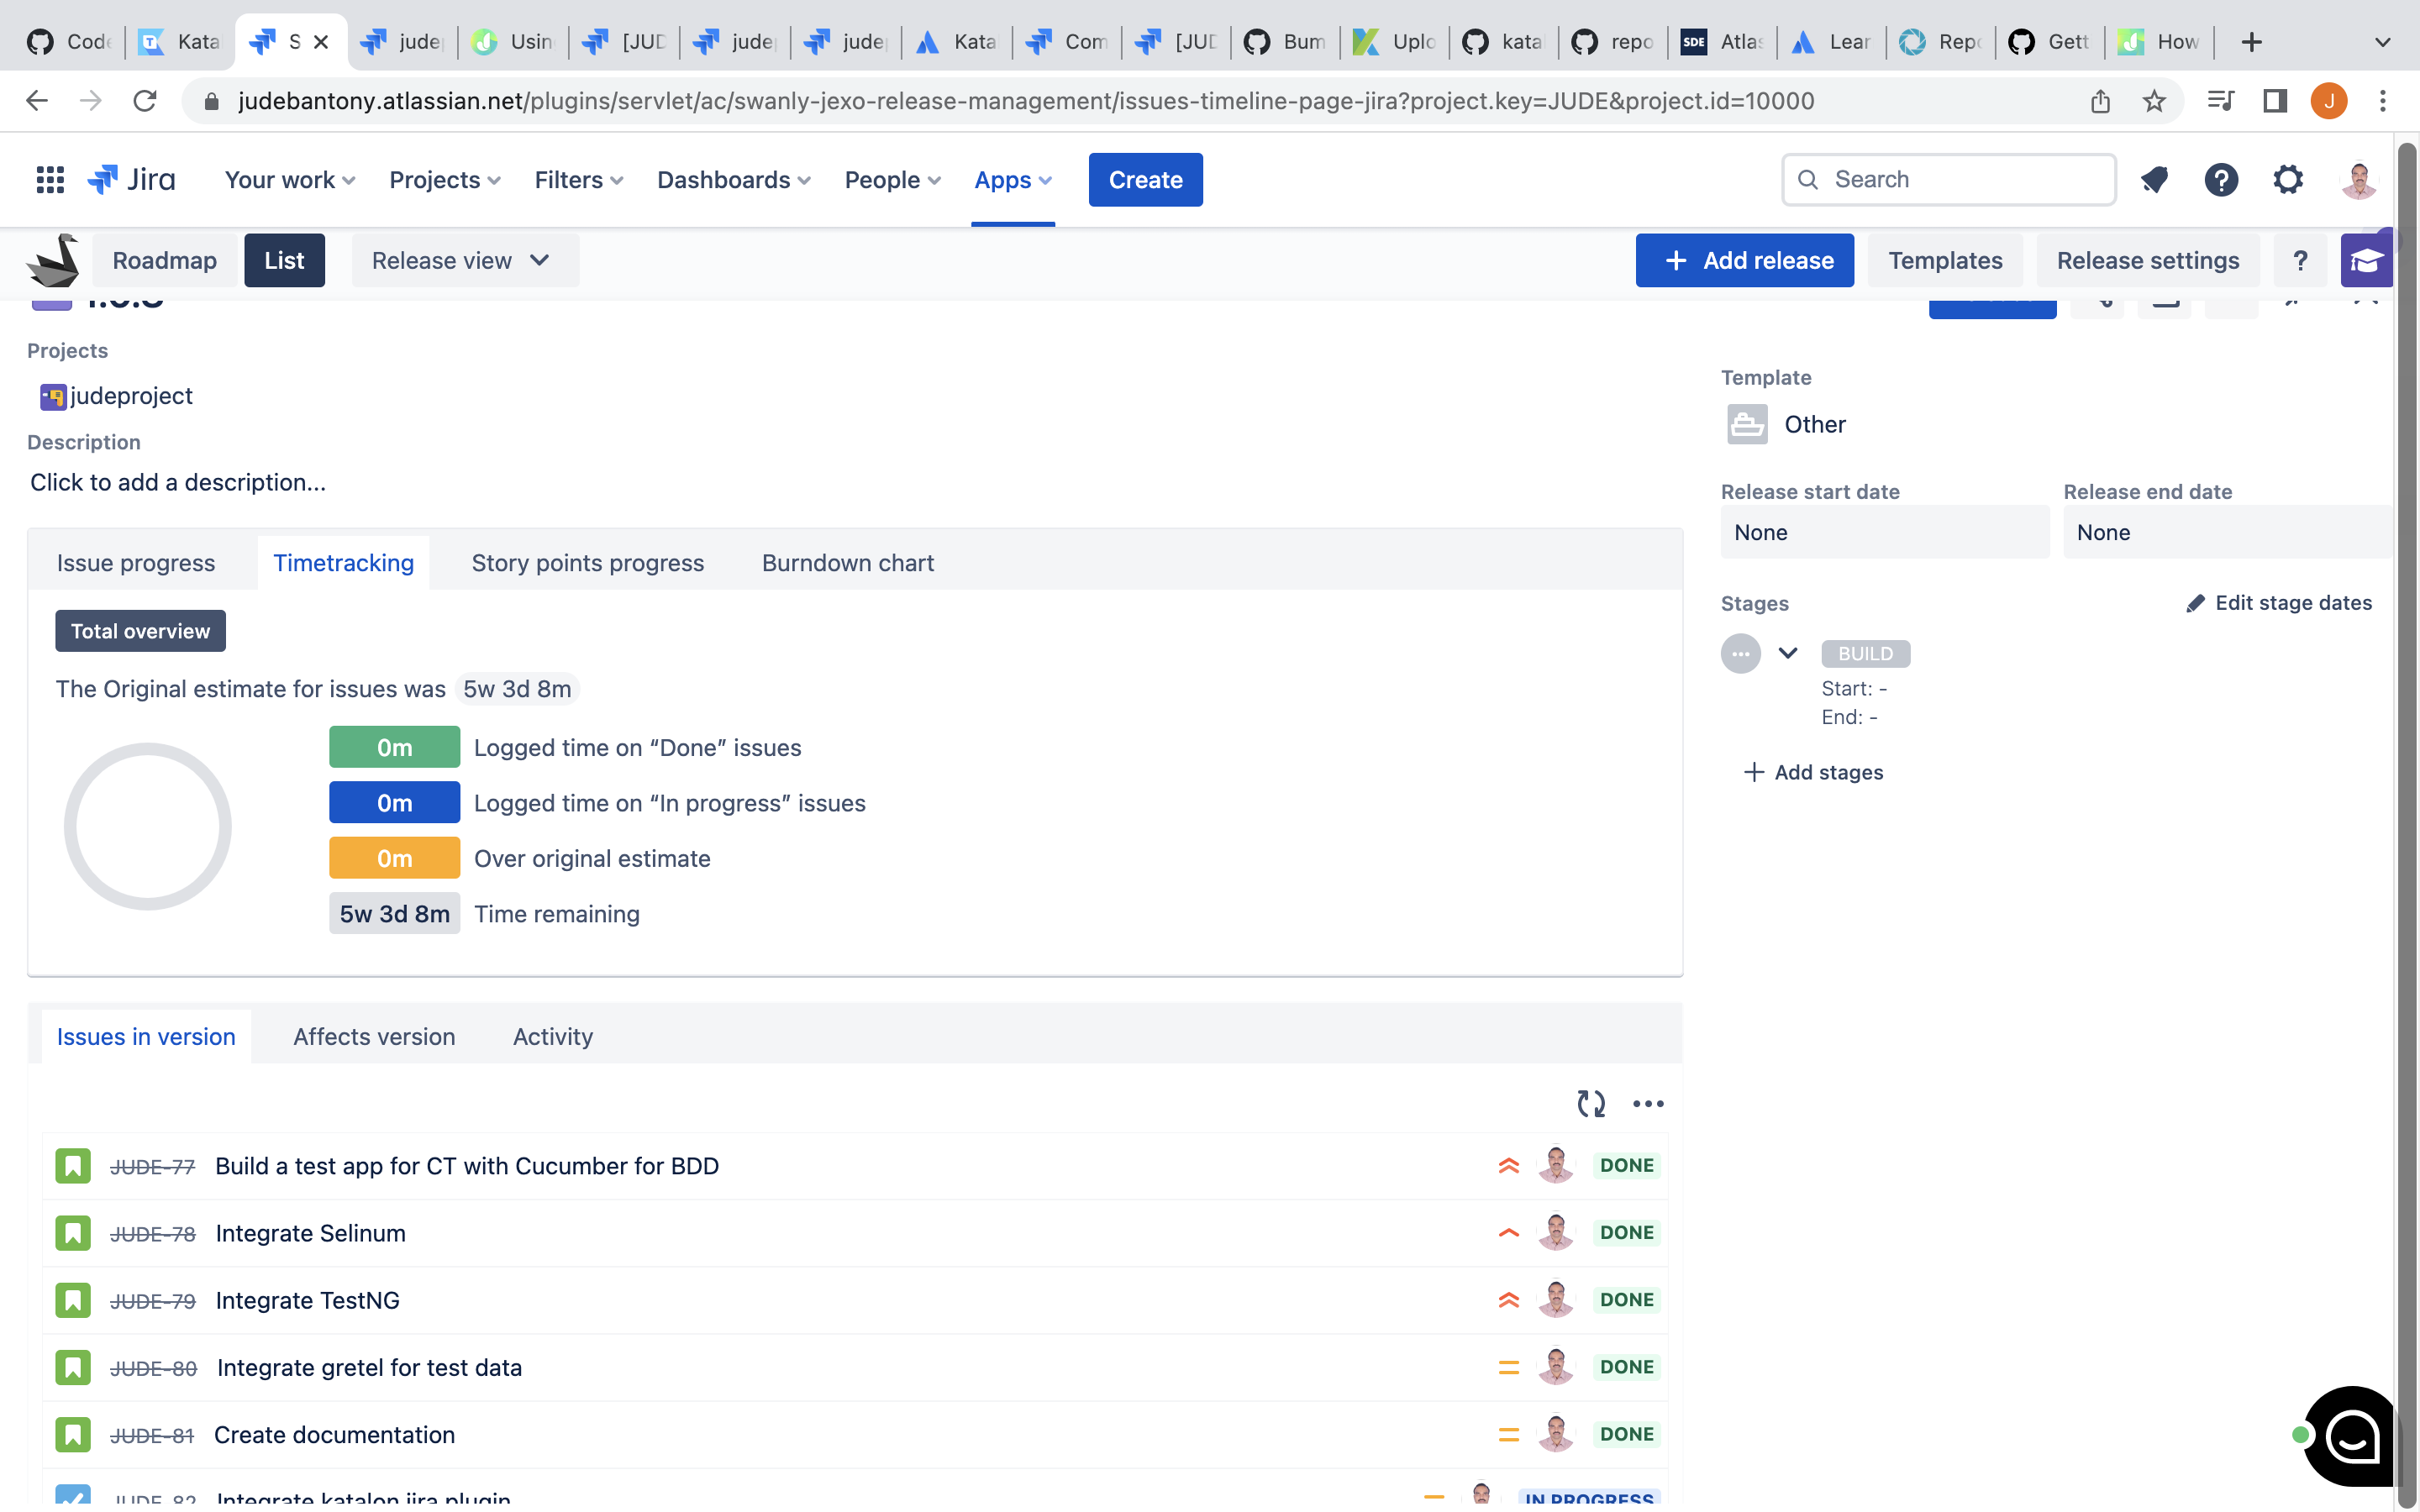 Code
Kata
S
judep
Usin
[JUD
judep
judep
Kata
Com
[JUD
Bum
Uplo
katal
repo
SDE Atlas
Lear
Repo
Gett
How
judebantony.atlassian.net/plugins/servlet/ac/swanly-jexo-release-management/issues-timeline-page-jira?project.key=JUDE&project.id=10000
J
Jira
Your work
Projects
Filters
Dashboards
People
Apps
Create
Search
Roadmap
List
Release view
+ Add release
Templates
Release settings
?
Projects
judeproject
Description
Click to add a description...
Template
Other
Release start date
Release end date
None
None
Stages
Edit stage dates
BUILD
Start: -
End: -
+ Add stages
Issue progress
Timetracking
Story points progress
Burndown chart
Total overview
The Original estimate for issues was 5w 3d 8m
0m Logged time on “Done” issues
0m Logged time on “In progress” issues
0m Over original estimate
5w 3d 8m Time remaining
Issues in version
Affects version
Activity
JUDE-77 Build a test app for CT with Cucumber for BDD DONE
JUDE-78 Integrate Selinum DONE
JUDE-79 Integrate TestNG DONE
JUDE-80 Integrate gretel for test data DONE
JUDE-81 Create documentation DONE
JUDE-82 Integrate katalon jira plugin IN PROGRESS